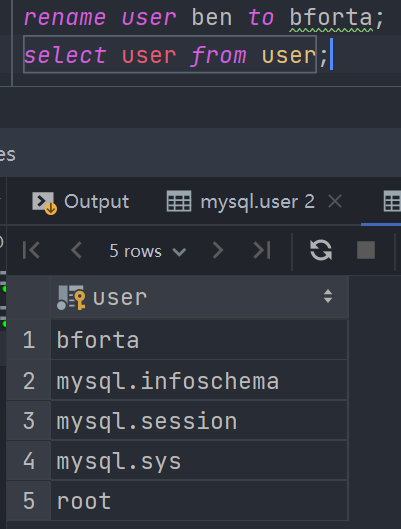 rename user ben to bforta;
select user from user;
es
Output
mysql.user 2
5 rows
user
1 bforta
2 mysql.infoschema
3 mysql.session
4 mysql.sys
5 root